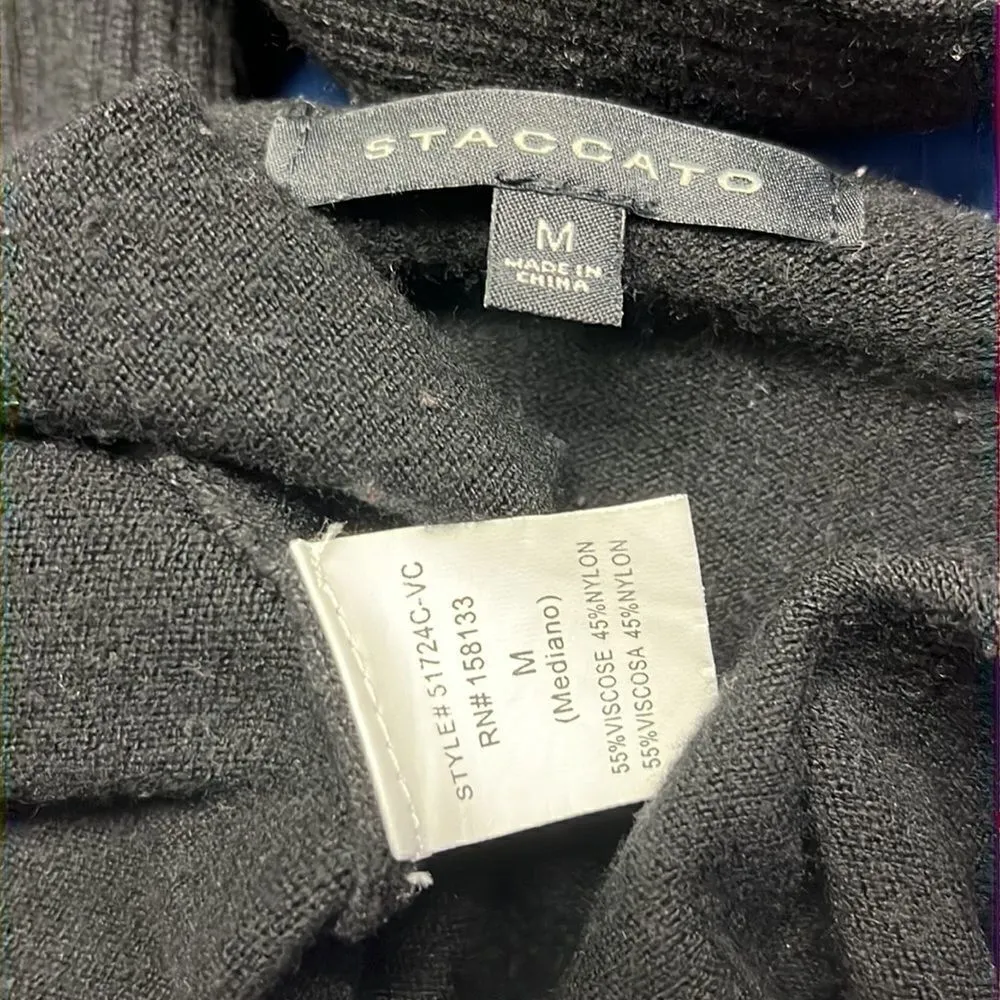 STACCATO
M
MADE IN
CHINA
STYLE# 51724C-VC
RN# 158133
M
(Mediano)
55%VISCOSE 45%NYLON
55%VISCOSA 45%NYLON